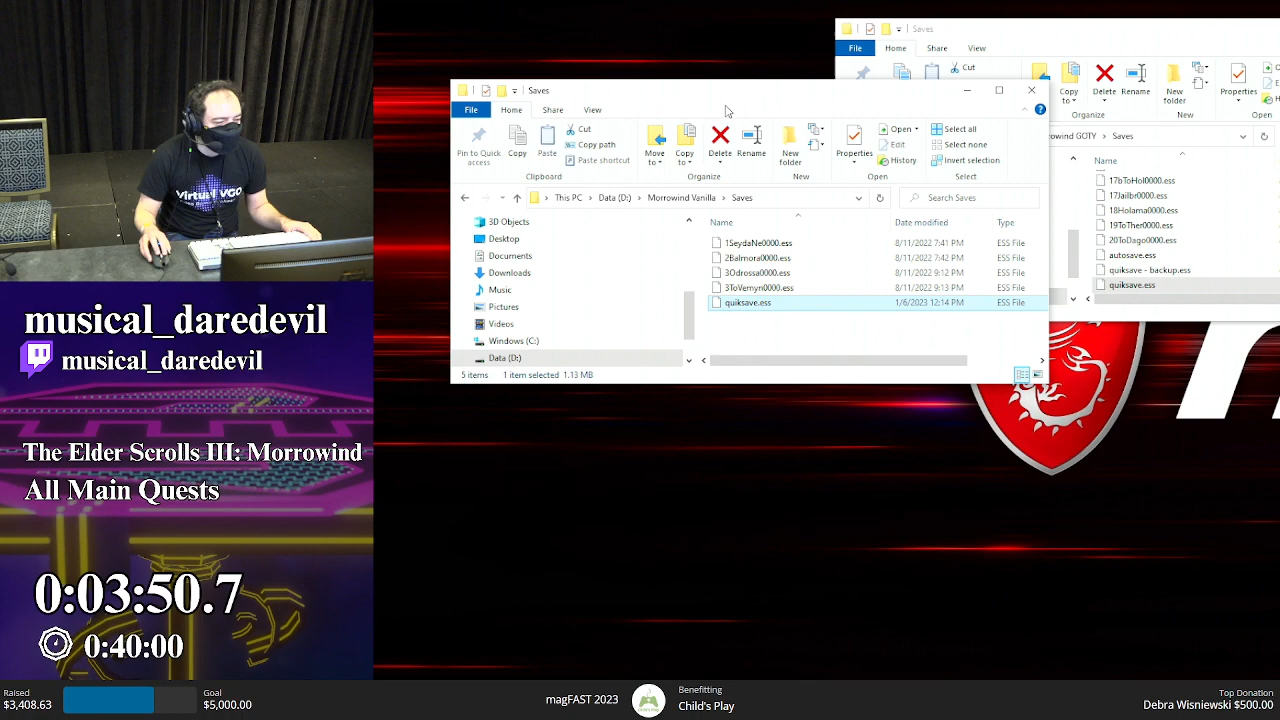 Saves
File
Home
Share
View
Pin to Quick access
Copy
Paste
Cut
Copy path
Paste shortcut
Clipboard
Move to
Copy to
Delete
Rename
Organize
New folder
New
Properties
Open
Edit
History
Open
Select all
Select none
Invert selection
Select
This PC > Data (D:) > Morrowind Vanilla > Saves
Search Saves
3D Objects
Desktop
Documents
Downloads
Music
Pictures
Videos
Windows (C:)
Data (D:)
Name Date modified Type
1SeydaNe0000.ess 8/11/2022 7:41 PM ESS File
2Balmora0000.ess 8/11/2022 7:42 PM ESS File
3Odrossa0000.ess 8/11/2022 9:12 PM ESS File
3ToVemyn0000.ess 8/11/2022 9:13 PM ESS File
quiksave.ess 1/6/2023 12:14 PM ESS File
5 items 1 item selected 1.13 MB
Saves
File
Home
Share
View
Cut
Copy to
Delete
Rename
Organize
New folder
New
Properties
Open
rowind GOTY > Saves
Name
17bToHol0000.ess
17Jailbr0000.ess
18Holama0000.ess
19ToTher0000.ess
20ToDago0000.ess
autosave.ess
quiksave - backup.ess
quiksave.ess
Virtual VGO
musical_daredevil
musical_daredevil
The Elder Scrolls III: Morrowind
All Main Quests
0:03:50.7
0:40:00
Raised
Goal
magFAST 2023
Child's Play
Benefitting
Child's Play
Top Donation
Debra Wisniewski $500.00